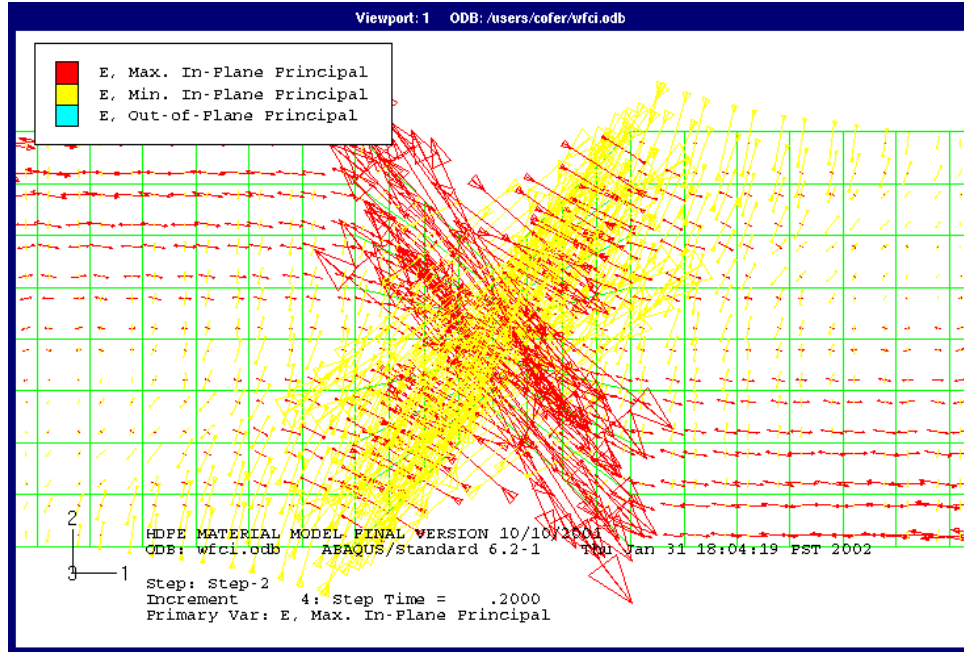 Viewport: 1 ODB: /users/cofer/wfci.odb
E, Max. In-Plane Principal
E, Min. In-Plane Principal
E, Out-of-Plane Principal
2
3 1
HDPE MATERIAL MODEL FINAL VERSION 10/10/2001
ODB: wfci.odb ABAQUS/standard 6.2-1 Thu Jan 31 18:04:19 PST 2002
Step: Step-2
Increment 4: Step Time = .2000
Primary Var: E, Max. In-Plane Principal